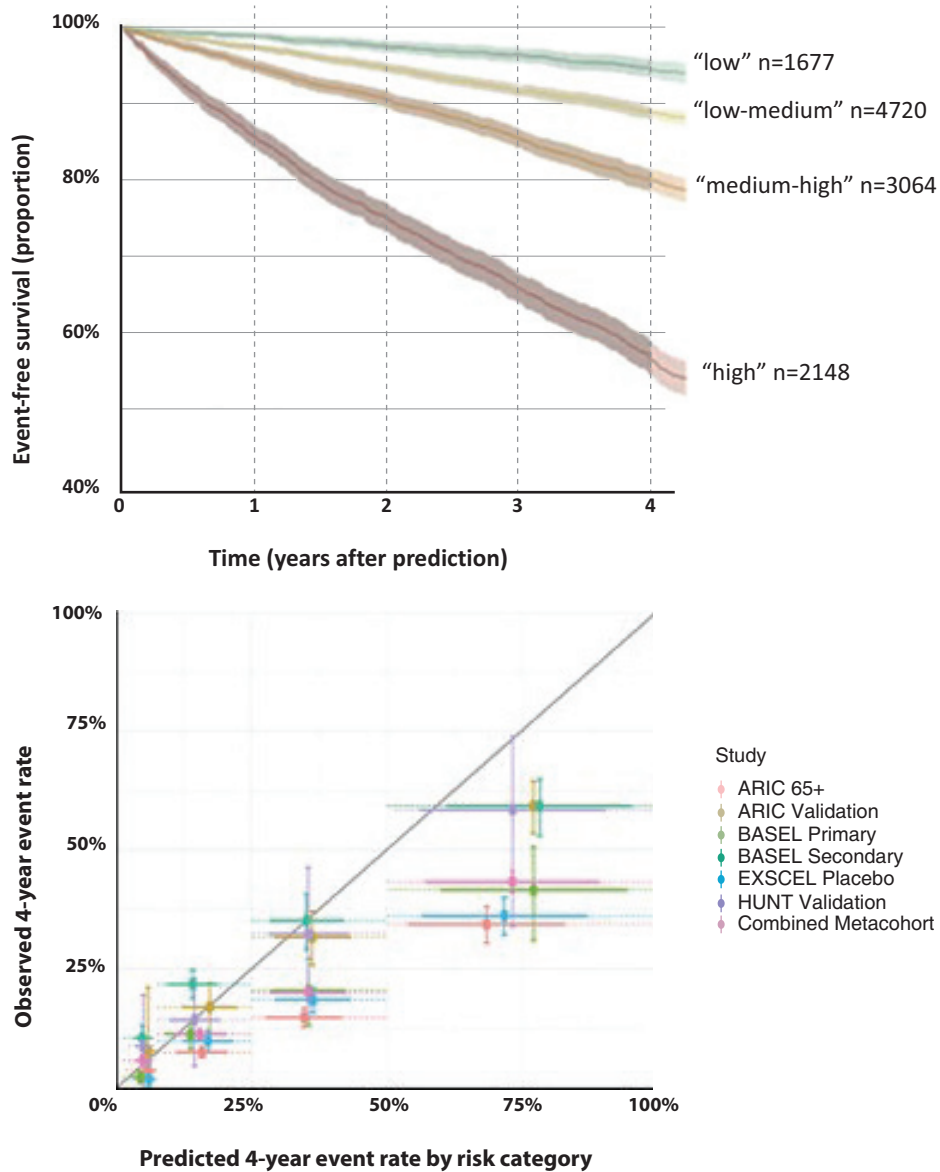 100%
80%
60%
40%
Event-free survival (proportion)
“low” n=1677
“low-medium” n=4720
“medium-high” n=3064
“high” n=2148
0 1 2 3 4
Time (years after prediction)
100%
75%
50%
25%
Observed 4-year event rate
0% 25% 50% 75% 100%
Predicted 4-year event rate by risk category
Study
ARIC 65+
ARIC Validation
BASEL Primary
BASEL Secondary
EXSCEL Placebo
HUNT Validation
Combined Metacohort